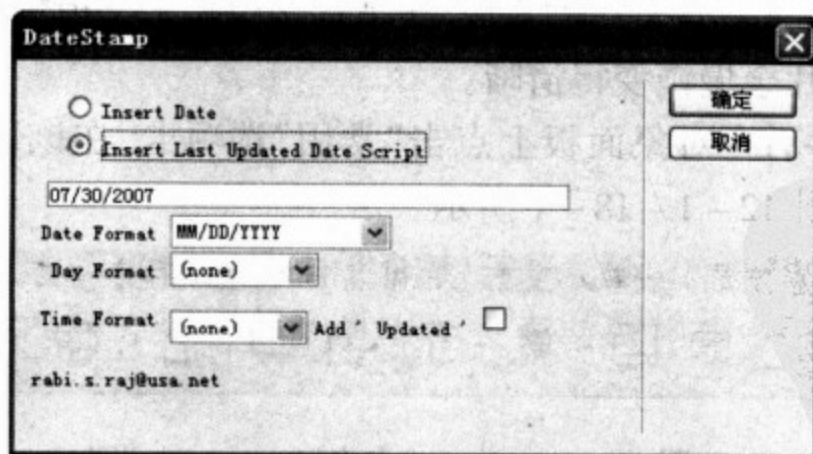 DateStamp
Insert Date
确定
Insert Last Updated Date Script
取消
07/30/2007
Date Format MM/DD/YYYY
Day Format (none)
Time Format (none) Add ' Updated '
rabi.s.raj@usa.net